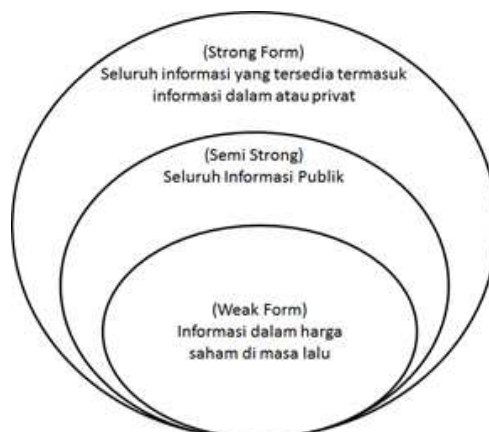 (Strong Form)
Seluruh informasi yang tersedia termasuk
informasi dalam atau privat
(Semi Strong)
Seluruh Informasi Publik
(Weak Form)
Informasi dalam harga
saham di masa lalu